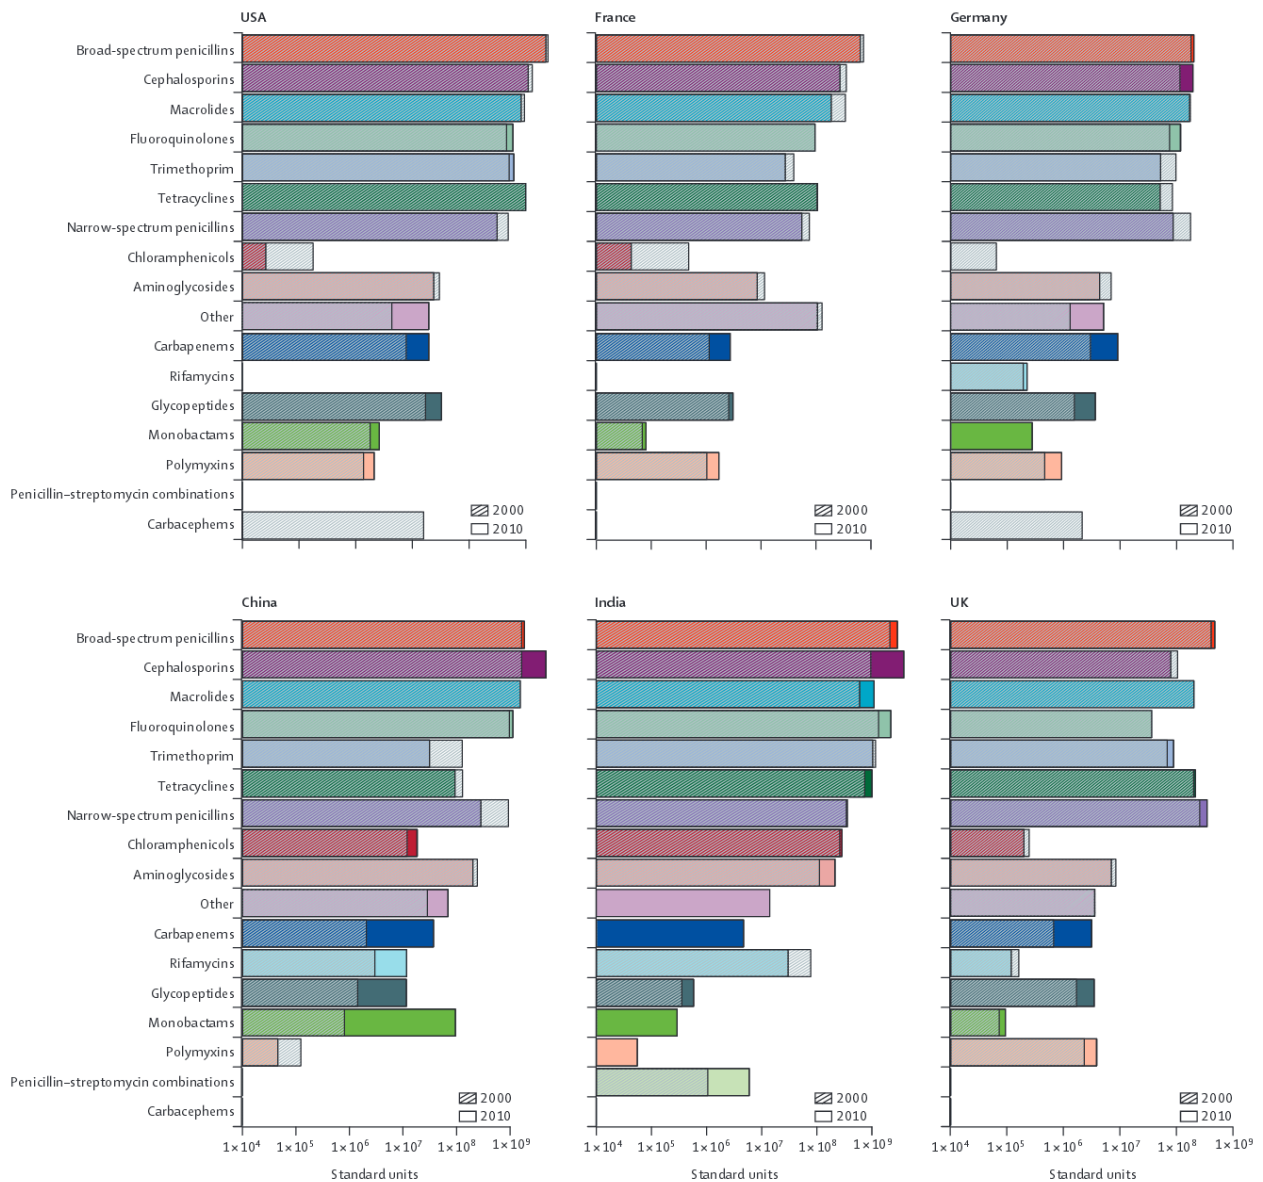 USA
France
Germany
Broad-spectrum penicillins
Cephalosporins
Macrolides
Fluoroquinolones
Trimethoprim
Tetracyclines
Narrow-spectrum penicillins
Chloramphenicols
Aminoglycosides
Other
Carbapenems
Rifamycins
Glycopeptides
Monobactams
Polymyxins
Penicillin–streptomycin combinations
Carbacephems
2000
2010
2000
2010
2000
2010
China
India
UK
Broad-spectrum penicillins
Cephalosporins
Macrolides
Fluoroquinolones
Trimethoprim
Tetracyclines
Narrow-spectrum penicillins
Chloramphenicols
Aminoglycosides
Other
Carbapenems
Rifamycins
Glycopeptides
Monobactams
Polymyxins
Penicillin–streptomycin combinations
Carbacephems
2000
2010
2000
2010
2000
2010
1×10⁴ 1×10⁵ 1×10⁶ 1×10⁷ 1×10⁸ 1×10⁹
1×10⁴ 1×10⁵ 1×10⁶ 1×10⁷ 1×10⁸ 1×10⁹
1×10⁴ 1×10⁵ 1×10⁶ 1×10⁷ 1×10⁸ 1×10⁹
Standard units
Standard units
Standard units